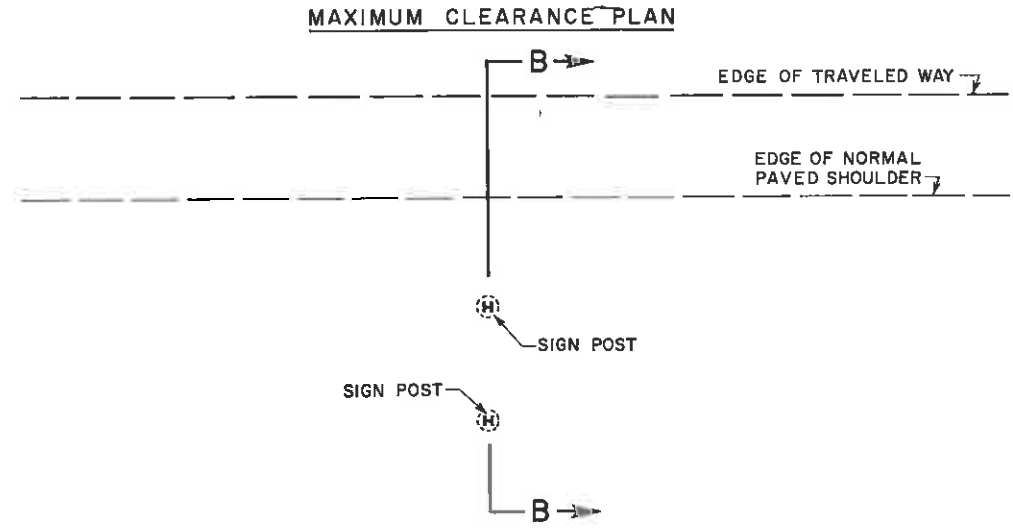 MAXIMUM CLEARANCE PLAN
B
EDGE OF TRAVELED WAY
EDGE OF NORMAL
PAVED SHOULDER
H
SIGN POST
SIGN POST
H
B